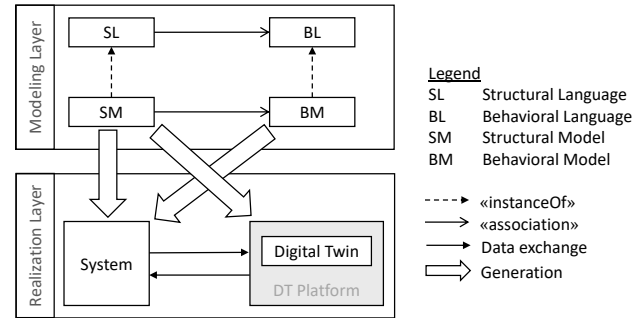 Modeling Layer
SL
BL
SM
BM
Realization Layer
System
Digital Twin
DT Platform
Legend
SL Structural Language
BL Behavioral Language
SM Structural Model
BM Behavioral Model
«instanceOf»
«association»
Data exchange
Generation